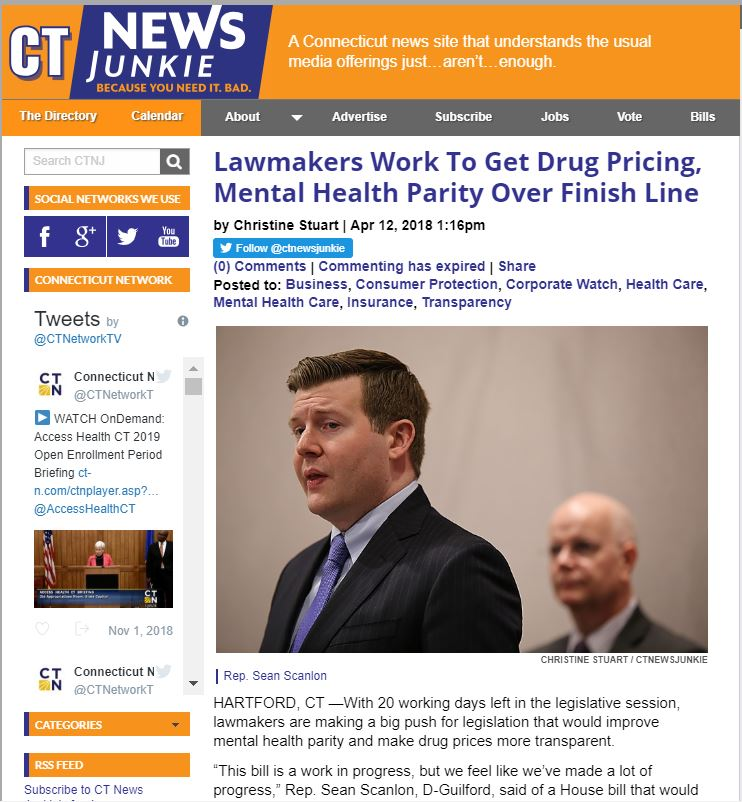 CT
NEWS
JUNKIE
BECAUSE YOU NEED IT. BAD.
A Connecticut news site that understands the usual
media offerings just…aren't…enough.
The Directory
Calendar
About
Advertise
Subscribe
Jobs
Vote
Bills
Search CTNJ
SOCIAL NETWORKS WE USE
f
g+
You
Tube
CONNECTICUT NETWORK
Tweets by
@CTNetworkTV
CT
N
Connecticut N
@CTNetworkT
WATCH OnDemand:
Access Health CT 2019
Open Enrollment Period
Briefing ct-
n.com/ctnplayer.asp?…
@AccessHealthCT
ACCESS HEALTH CT BRIEFING
CT
N
Nov 1, 2018
CT
N
Connecticut N
@CTNetworkT
CATEGORIES
RSS FEED
Subscribe to CT News
Lawmakers Work To Get Drug Pricing,
Mental Health Parity Over Finish Line
by Christine Stuart | Apr 12, 2018 1:16pm
Follow @ctnewsjunkie
(0) Comments | Commenting has expired | Share
Posted to: Business, Consumer Protection, Corporate Watch, Health Care,
Mental Health Care, Insurance, Transparency
CHRISTINE STUART / CTNEWSJUNKIE
Rep. Sean Scanlon
HARTFORD, CT —With 20 working days left in the legislative session,
lawmakers are making a big push for legislation that would improve
mental health parity and make drug prices more transparent.
“This bill is a work in progress, but we feel like we’ve made a lot of
progress,” Rep. Sean Scanlon, D-Guilford, said of a House bill that would